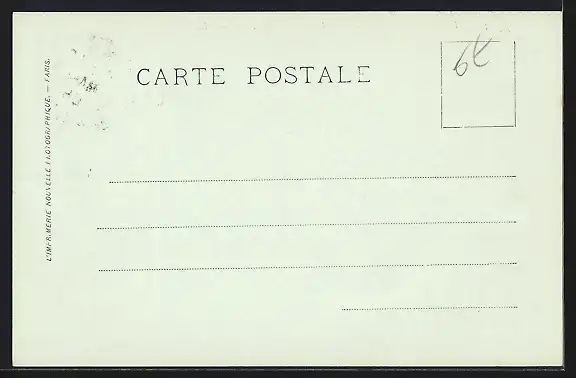 CARTE POSTALE
6€
L'IMPRIMERIE NOUVELLE PHOTOGRAPHIQUE. — PARIS.